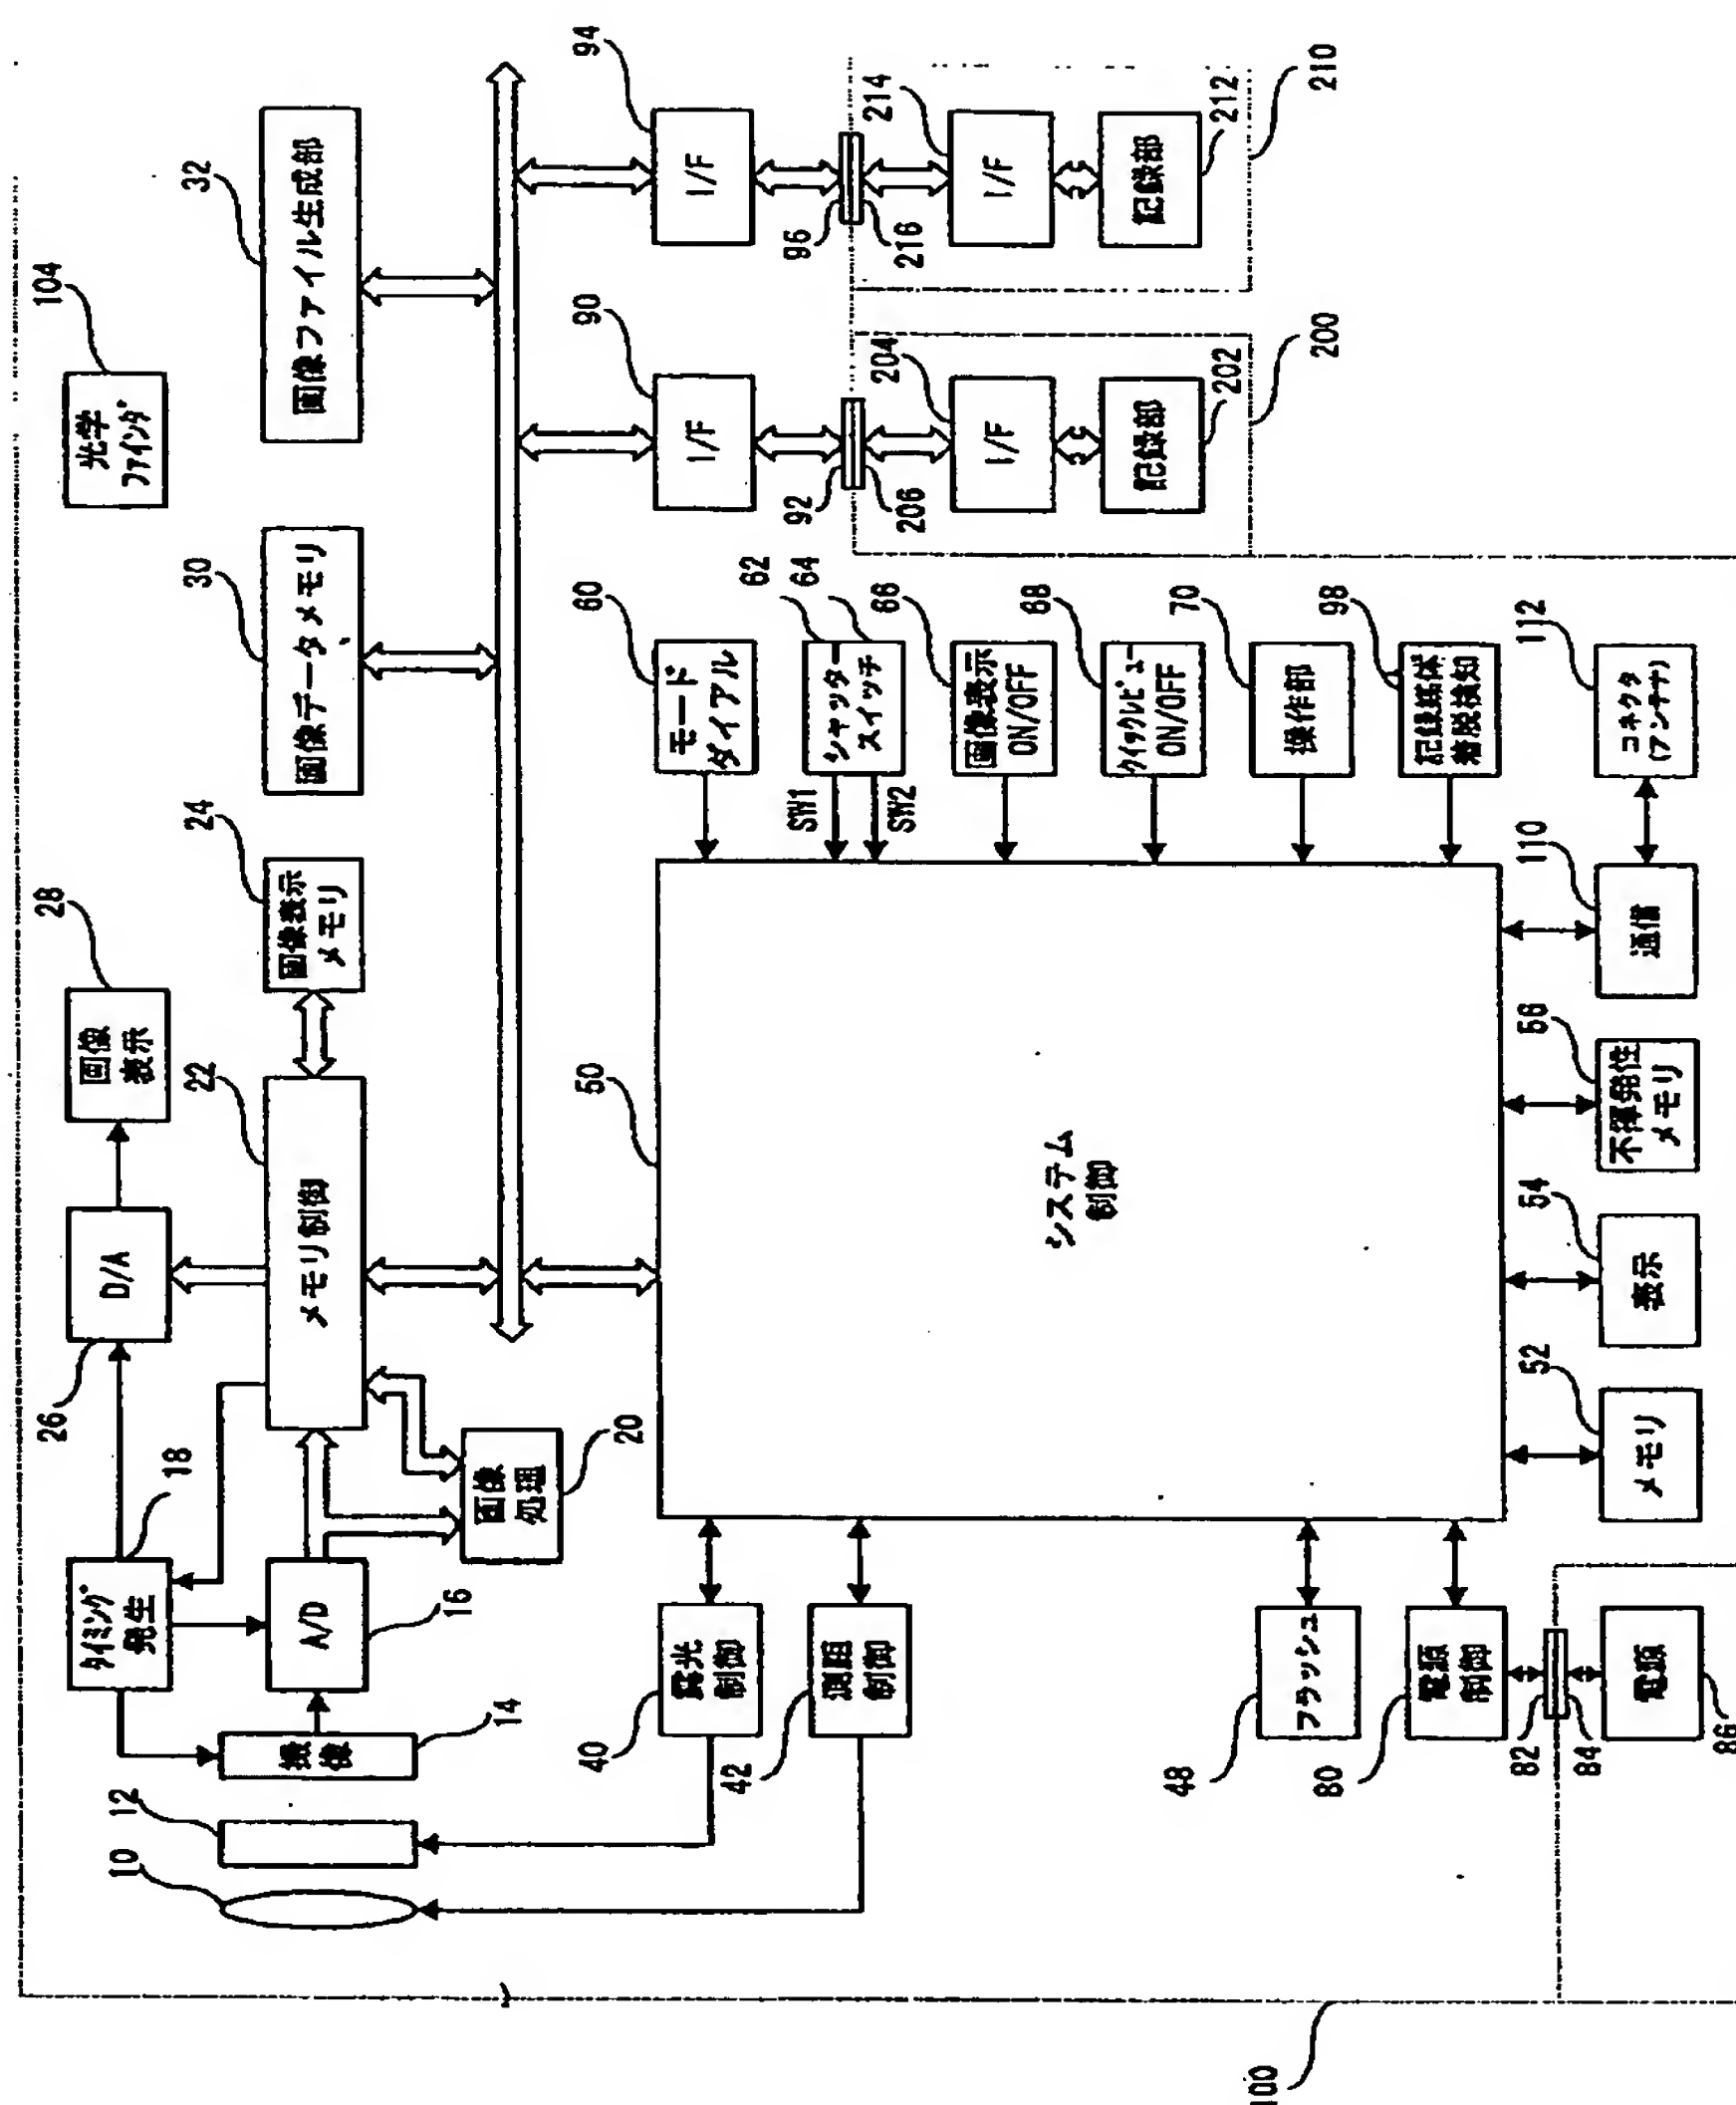 100
10
12
撮
像
14
タイミング
発生
18
A/D
16
画像
処理
20
26
D/A
画像
表示
28
メモリ制御
22
画像表示
メモリ
24
画像データメモリ
30
光学
ファインダ
104
画像ファイル生成部
32
露光
制御
40
測距
制御
42
フラッシュ
48
電源
制御
80
82
84
電源
86
システム
制御
50
メモリ
52
表示
54
不揮発性
メモリ
56
通信
110
コネクタ
(アンテナ)
112
モード
ダイアル
60
シャッター
スイッチ
62
64
SW1
SW2
画像表示
ON/OFF
66
クイックレビュー
ON/OFF
68
操作部
70
記録媒体
着脱検知
98
I/F
90
92
206
I/F
204
記録部
202
200
I/F
94
96
216
I/F
214
記録部
212
210